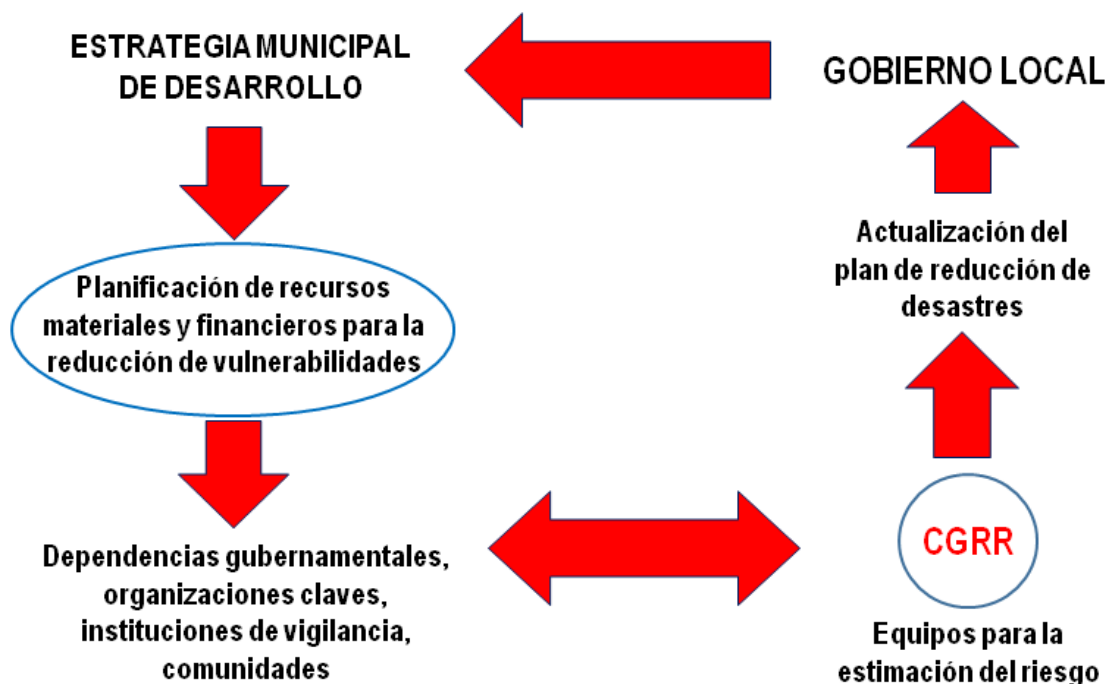 ESTRATEGIA MUNICIPAL
DE DESARROLLO
GOBIERNO LOCAL
Planificación de recursos
materiales y financieros para la
reducción de vulnerabilidades
Actualización del
plan de reducción de
desastres
Dependencias gubernamentales,
organizaciones claves,
instituciones de vigilancia,
comunidades
CGRR
Equipos para la
estimación del riesgo